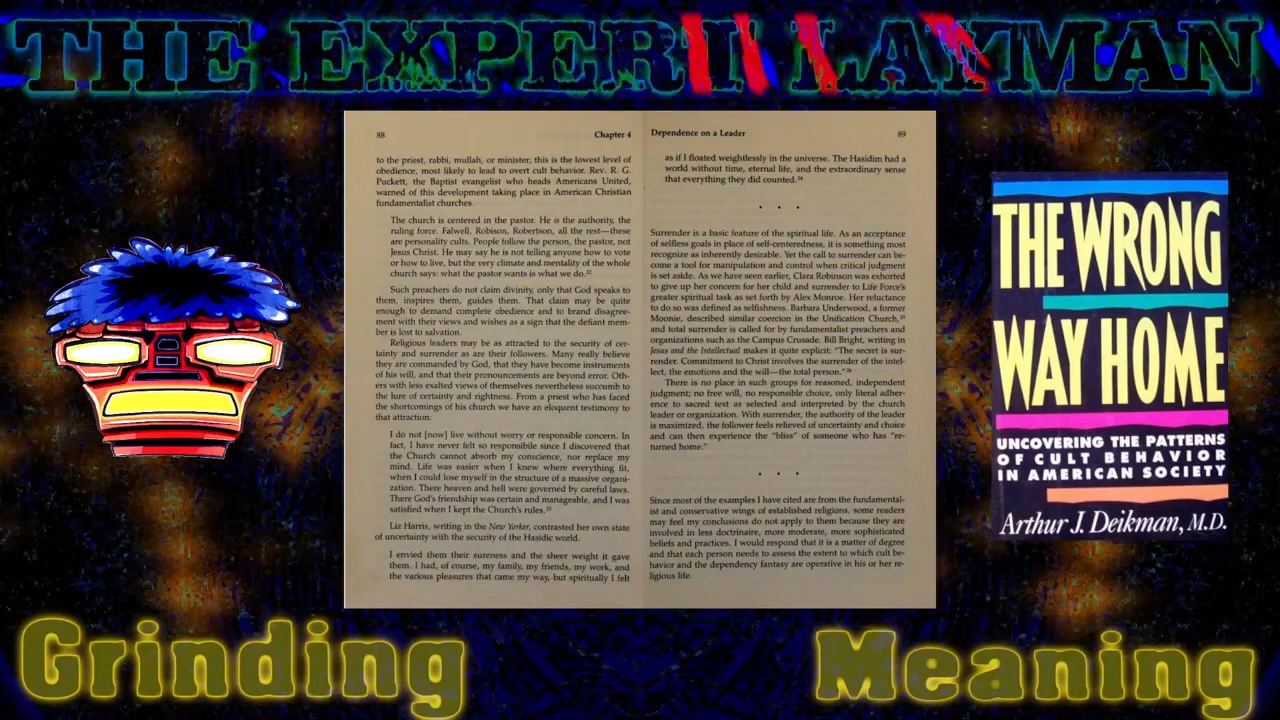 THE EXPERT LAYMAN
88 Chapter 4
to the priest, rabbi, mullah, or minister; this is the lowest level of
obedience, most likely to lead to overt cult behavior. Rev. R. G.
Puckett, the Baptist evangelist who heads Americans United,
warned of this development taking place in American Christian
fundamentalist churches.
The church is centered in the pastor. He is the authority, the
ruling force. Falwell, Robison, Robertson, all the rest—these
are personality cults. People follow the person, the pastor, not
Jesus Christ. He may say he is not telling anyone how to vote
or how to live, but the very climate and mentality of the whole
church says: what the pastor wants is what we do.22
Such preachers do not claim divinity, only that God speaks to
them, inspires them, guides them. That claim may be quite
enough to demand complete obedience and to brand disagree-
ment with their views and wishes as a sign that the defiant mem-
ber is lost to salvation.
Religious leaders may be as attracted to the security of cer-
tainty and surrender as are their followers. Many really believe
they are commanded by God, that they have become instruments
of his will, and that their pronouncements are beyond error. Oth-
ers with less exalted views of themselves nevertheless succumb to
the lure of certainty and rightness. From a priest who has faced
the shortcomings of his church we have an eloquent testimony to
that attraction:
I do not [now] live without worry or responsible concern. In
fact, I have never felt so responsible since I discovered that
the Church cannot absorb my conscience, nor replace my
mind. Life was easier when I knew where everything fit,
when I could lose myself in the structure of a massive organi-
zation. There heaven and hell were governed by careful laws.
There God's friendship was certain and manageable, and I was
satisfied when I kept the Church's rules.23
Liz Harris, writing in the New Yorker, contrasted her own state
of uncertainty with the security of the Hasidic world.
I envied them their sureness and the sheer weight it gave
them. I had, of course, my family, my friends, my work, and
the various pleasures that came my way, but spiritually I felt
Dependence on a Leader 89
as if I floated weightlessly in the universe. The Hasidim had a
world without time, eternal life, and the extraordinary sense
that everything they did counted.24
• • •
Surrender is a basic feature of the spiritual life. As an acceptance
of selfless goals in place of self-centeredness, it is something most
recognize as inherently desirable. Yet the call to surrender can be-
come a tool for manipulation and control when critical judgment
is set aside. As we have seen earlier, Clara Robinson was exhorted
to give up her concern for her child and surrender to Life Force's
greater spiritual task as set forth by Alex Monroe. Her reluctance
to do so was defined as selfishness. Barbara Underwood, a former
Moonie, described similar coercion in the Unification Church,25
and total surrender is called for by fundamentalist preachers and
organizations such as the Campus Crusade. Bill Bright, writing in
Jesus and the Intellectual makes it quite explicit: "The secret is sur-
render. Commitment to Christ involves the surrender of the intel-
lect, the emotions and the will—the total person."26
There is no place in such groups for reasoned, independent
judgment; no free will, no responsible choice, only literal adher-
ence to sacred text as selected and interpreted by the church
leader or organization. With surrender, the authority of the leader
is maximized, the follower feels relieved of uncertainty and choice
and can then experience the "bliss" of someone who has "re-
turned home."
• • •
Since most of the examples I have cited are from the fundamental-
ist and conservative wings of established religions, some readers
may feel my conclusions do not apply to them because they are
involved in less doctrinaire, more moderate, more sophisticated
beliefs and practices. I would respond that it is a matter of degree
and that each person needs to assess the extent to which cult be-
havior and the dependency fantasy are operative in his or her re-
ligious life.
THE WRONG
WAY HOME
UNCOVERING THE PATTERNS
OF CULT BEHAVIOR
IN AMERICAN SOCIETY
Arthur J. Deikman, M.D.
Grinding Meaning